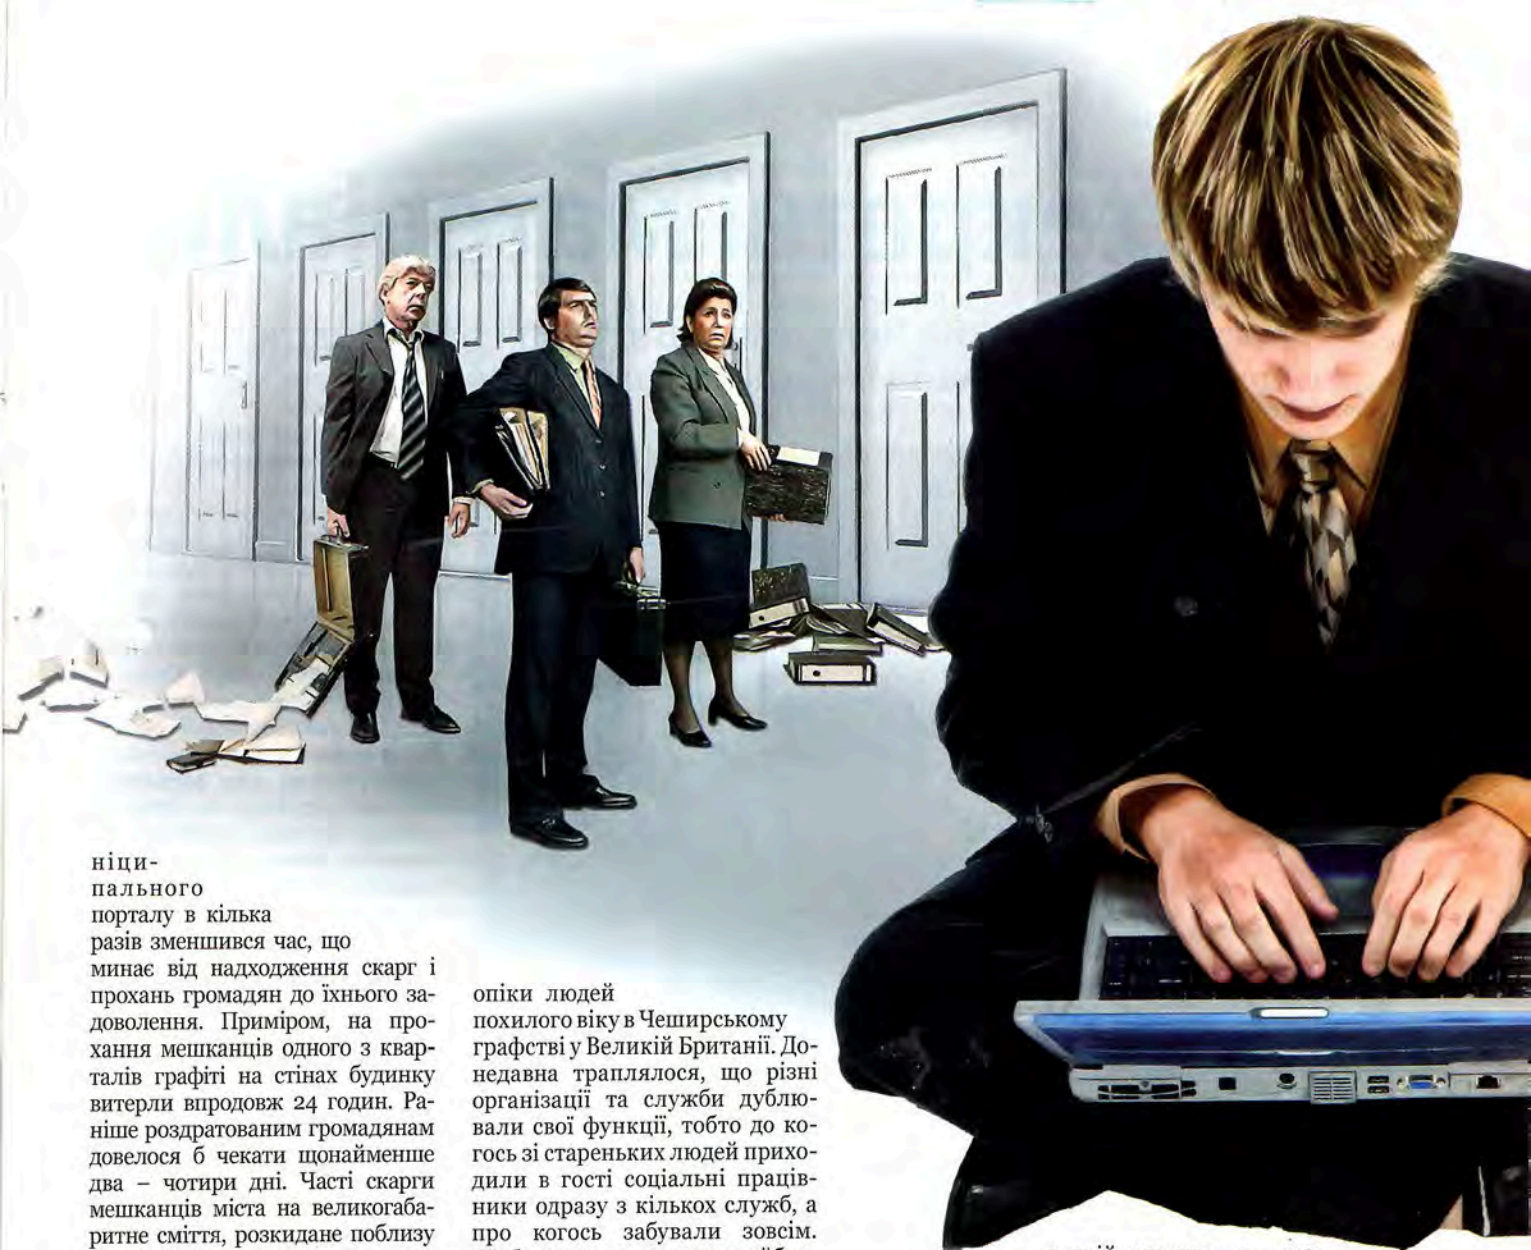 ніци-
пального
порталу в кілька
разів зменшився час, що
минає від надходження скарг і
прохань громадян до їхнього за-
доволення. Приміром, на про-
хання мешканців одного з квар-
талів графіті на стінах будинку
витерли впродовж 24 годин. Ра-
ніше роздратованим громадянам
довелося б чекати щонайменше
два – чотири дні. Часті скарги
мешканців міста на великогаба-
ритне сміття, розкидане поблизу
опіки людей
похилого віку в Чеширському
графстві у Великій Британії. До-
недавна траплялося, що різні
організації та служби дублю-
вали свої функції, тобто до ко-
гось зі стареньких людей прихо-
дили в гості соціальні праців-
ники одразу з кількох служб, а
про когось забували зовсім.